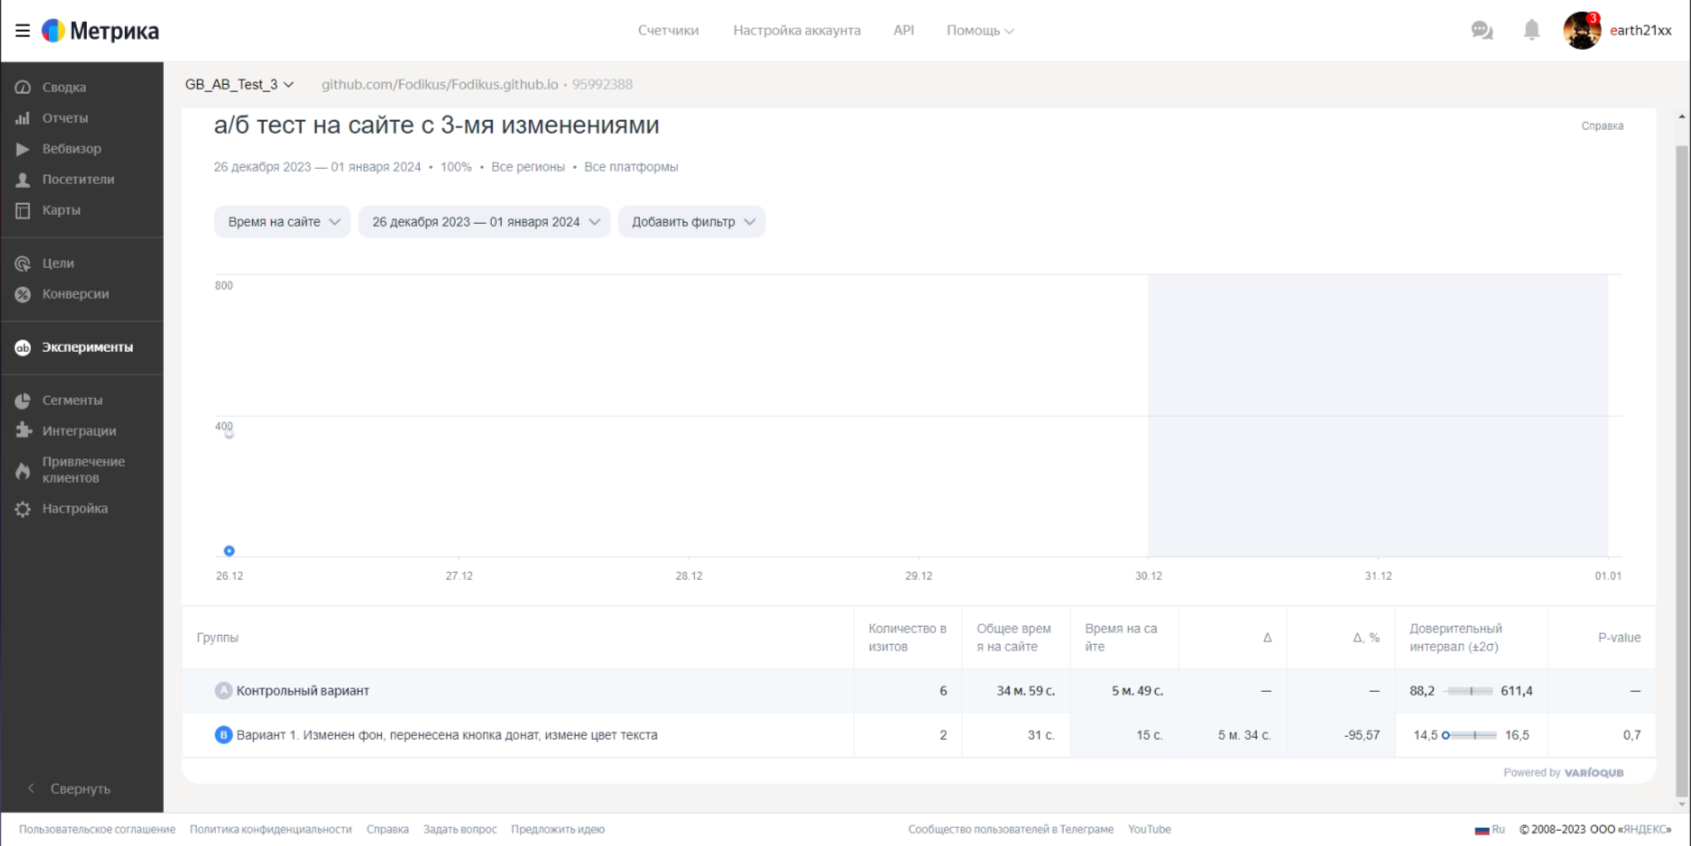 Метрика
Счетчики Настройка аккаунта API Помощь
3
earth21xx
Сводка
Отчеты
Вебвизор
Посетители
Карты
Цели
Конверсии
ab Эксперименты
Сегменты
Интеграции
Привлечение
клиентов
Настройка
Свернуть
GB_AB_Test_3 github.com/Fodikus/Fodikus.github.io • 95992388
а/б тест на сайте с 3-мя изменениями
Справка
26 декабря 2023 — 01 января 2024 • 100% • Все регионы • Все платформы
Время на сайте 26 декабря 2023 — 01 января 2024 Добавить фильтр
800
400
26.12 27.12 28.12 29.12 30.12 31.12 01.01
Группы
Количество в
изитов
Общее врем
я на сайте
Время на са
йте
Δ
Δ, %
Доверительный
интервал (±2σ)
P-value
A Контрольный вариант 6 34 м. 59 с. 5 м. 49 с. — — 88,2 611,4 —
B Вариант 1. Изменен фон, перенесена кнопка донат, измене цвет текста 2 31 с. 15 с. 5 м. 34 с. -95,57 14,5 16,5 0,7
Powered by VARIOQUB
Пользовательское соглашение Политика конфиденциальности Справка Задать вопрос Предложить идею Сообщество пользователей в Телеграме YouTube Ru © 2008–2023 ООО «ЯНДЕКС»